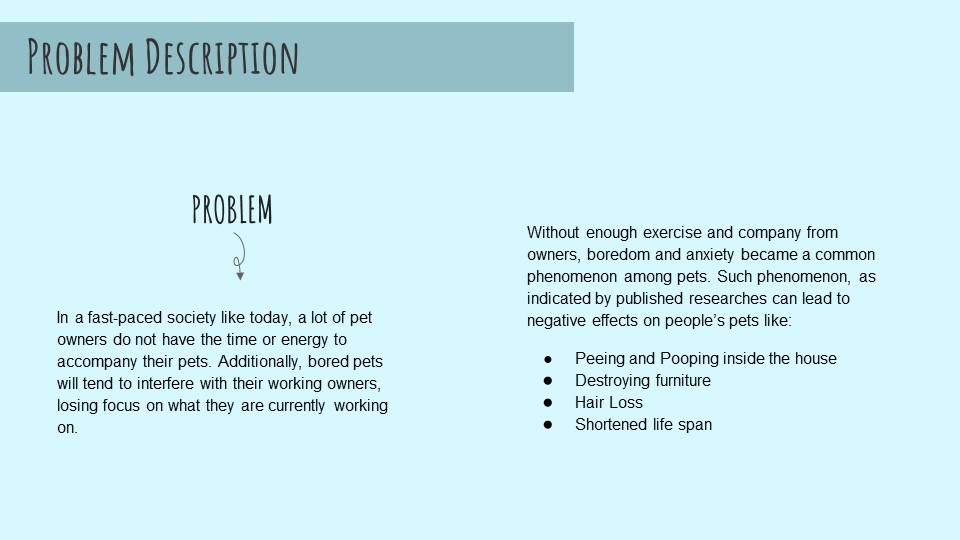 Problem Description
PROBLEM
In a fast-paced society like today, a lot of pet
owners do not have the time or energy to
accompany their pets. Additionally, bored pets
will tend to interfere with their working owners,
losing focus on what they are currently working
on.
Without enough exercise and company from
owners, boredom and anxiety became a common
phenomenon among pets. Such phenomenon, as
indicated by published researches can lead to
negative effects on people’s pets like:
● Peeing and Pooping inside the house
● Destroying furniture
● Hair Loss
● Shortened life span